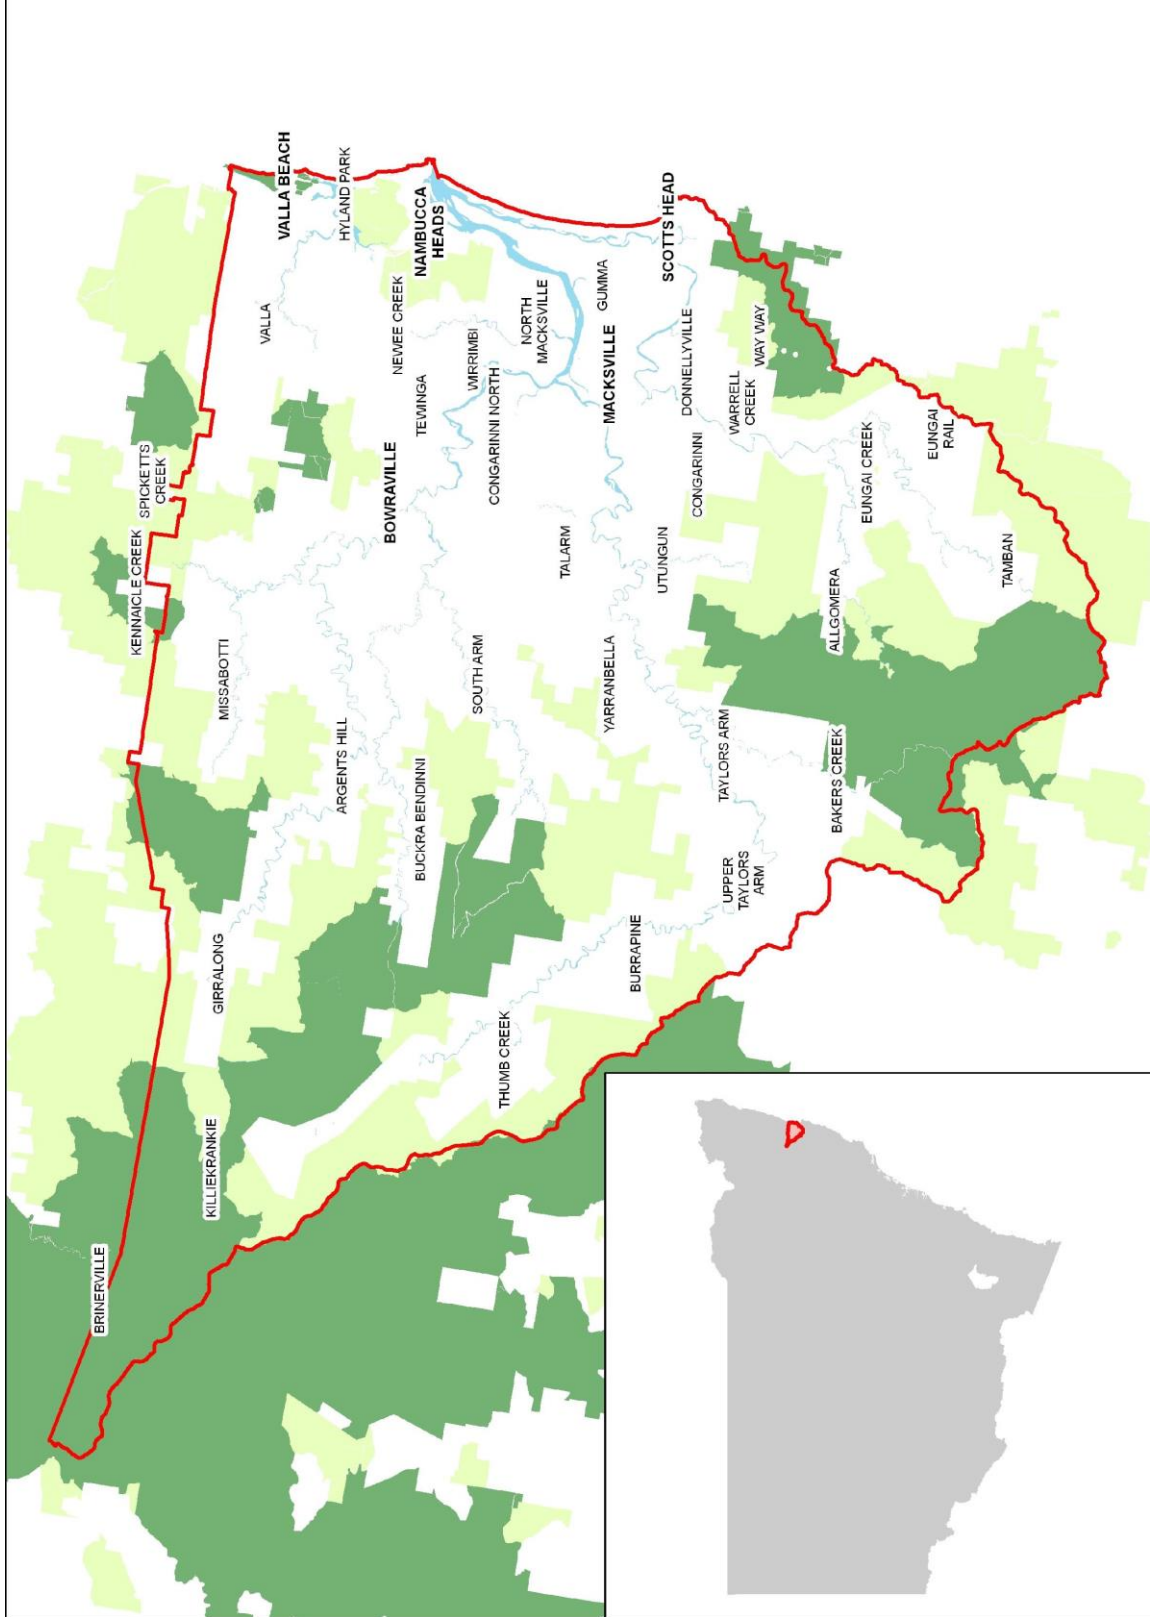 BRINERVILLE
KENNAICLE CREEK
SPICKETTS
CREEK
KILLIEKRANKIE
GIRRALONG
MISSABOTTI
VALLA
VALLA BEACH
ARGENTS HILL
HYLAND PARK
BOWRAVILLE
NEWEE CREEK
BUCKRA BENDINNI
TEWINGA
NAMBUCCA
HEADS
SOUTH ARM
WIRRIMBI
CONGARINNI NORTH
THUMB CREEK
NORTH
MACKSVILLE
TALARM
YARRANBELLA
MACKSVILLE
GUMMA
BURRAPINE
UTUNGUN
SCOTTS HEAD
CONGARINNI
DONNELLYVILLE
UPPER
TAYLORS
ARM
TAYLORS ARM
WARRELL
CREEK
WAY WAY
BAKERS CREEK
ALLGOMERA
EUNGAI CREEK
EUNGAI
RAIL
TAMBAN